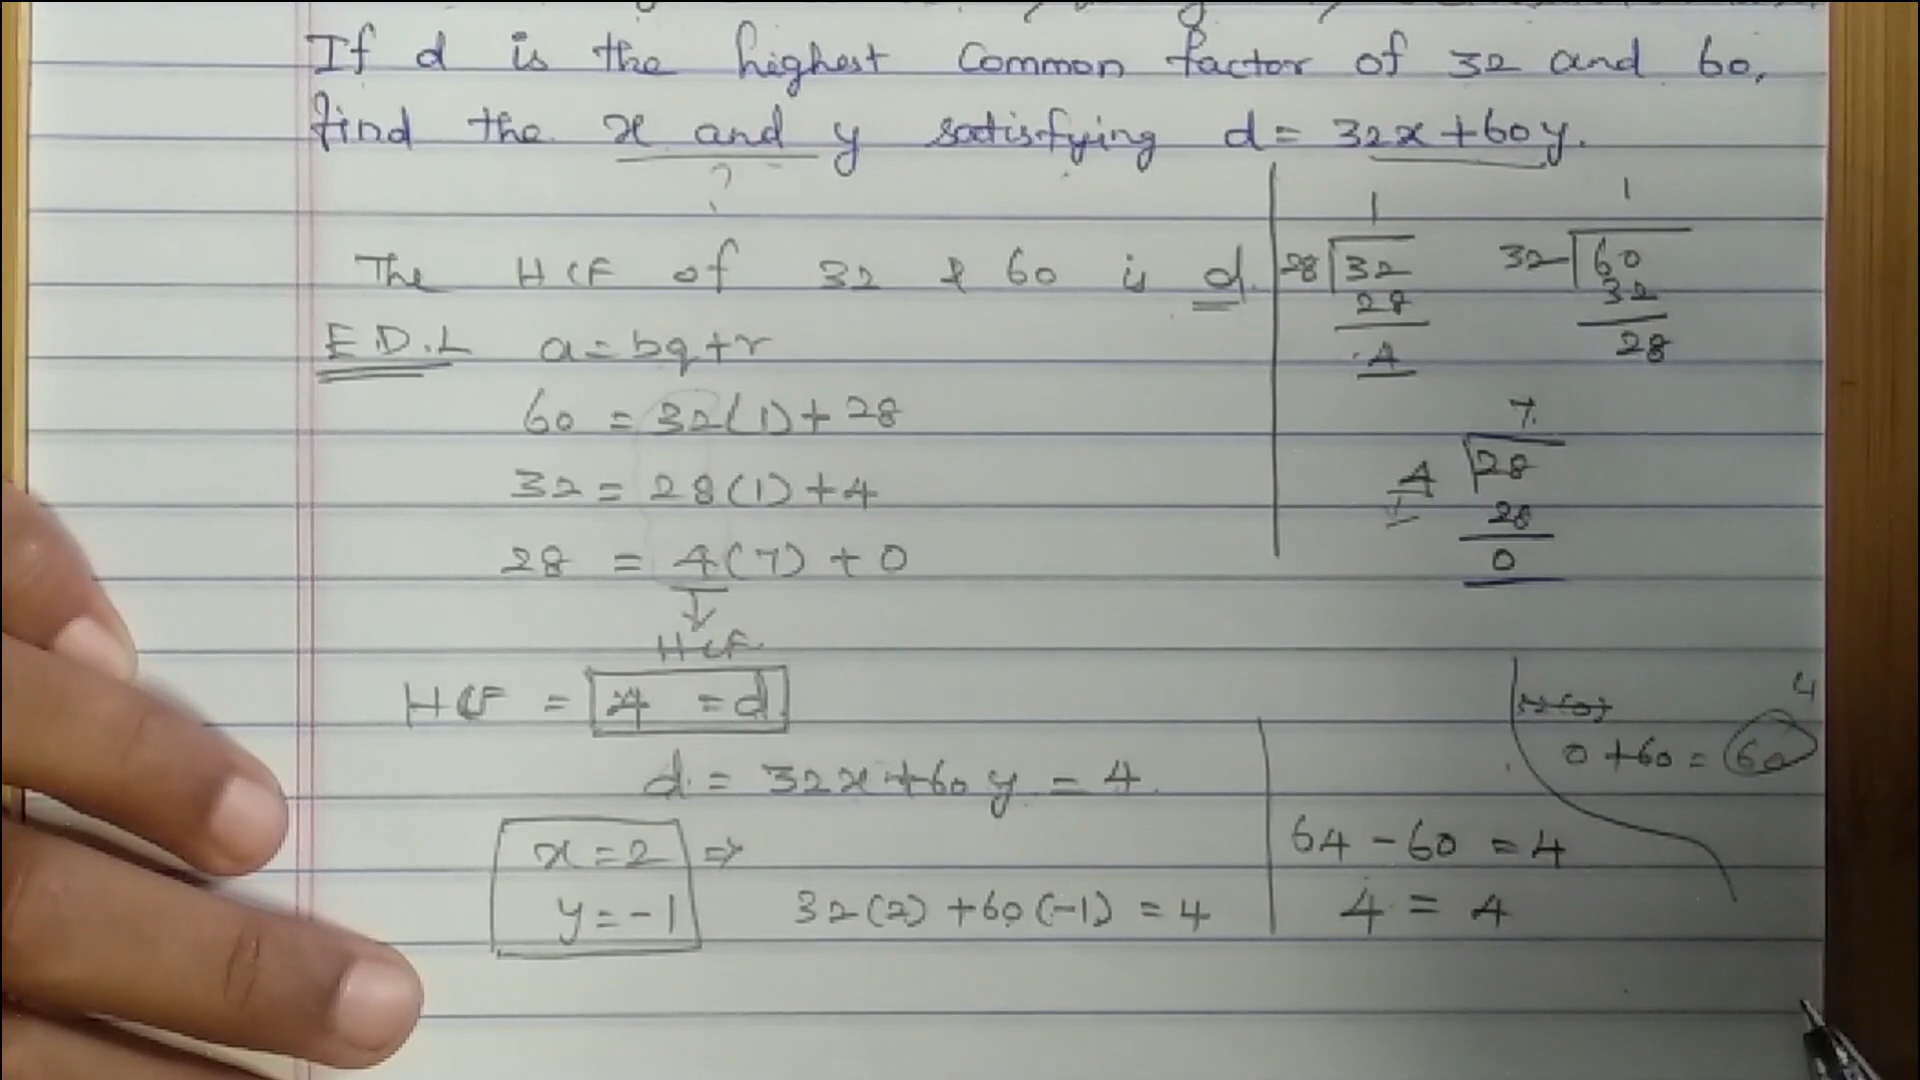 If d is the highest Common factor of 32 and 60,
find the x and y satisfying d = 32x + 60y.
?
The HCF of 32 & 60 is d.
E.D.L a = bq + r
60 = 32(1) + 28
32 = 28(1) + 4
28 = 4(7) + 0
HCF
HCF = 4 = d
d = 32x + 60y = 4
x = 2 ⇒
y = -1 32(2) + 60(-1) = 4
1
28 32
28
4
1
32 60
32
28
7
4 28
28
0
4
0 + 60 = 60
64 - 60 = 4
4 = 4